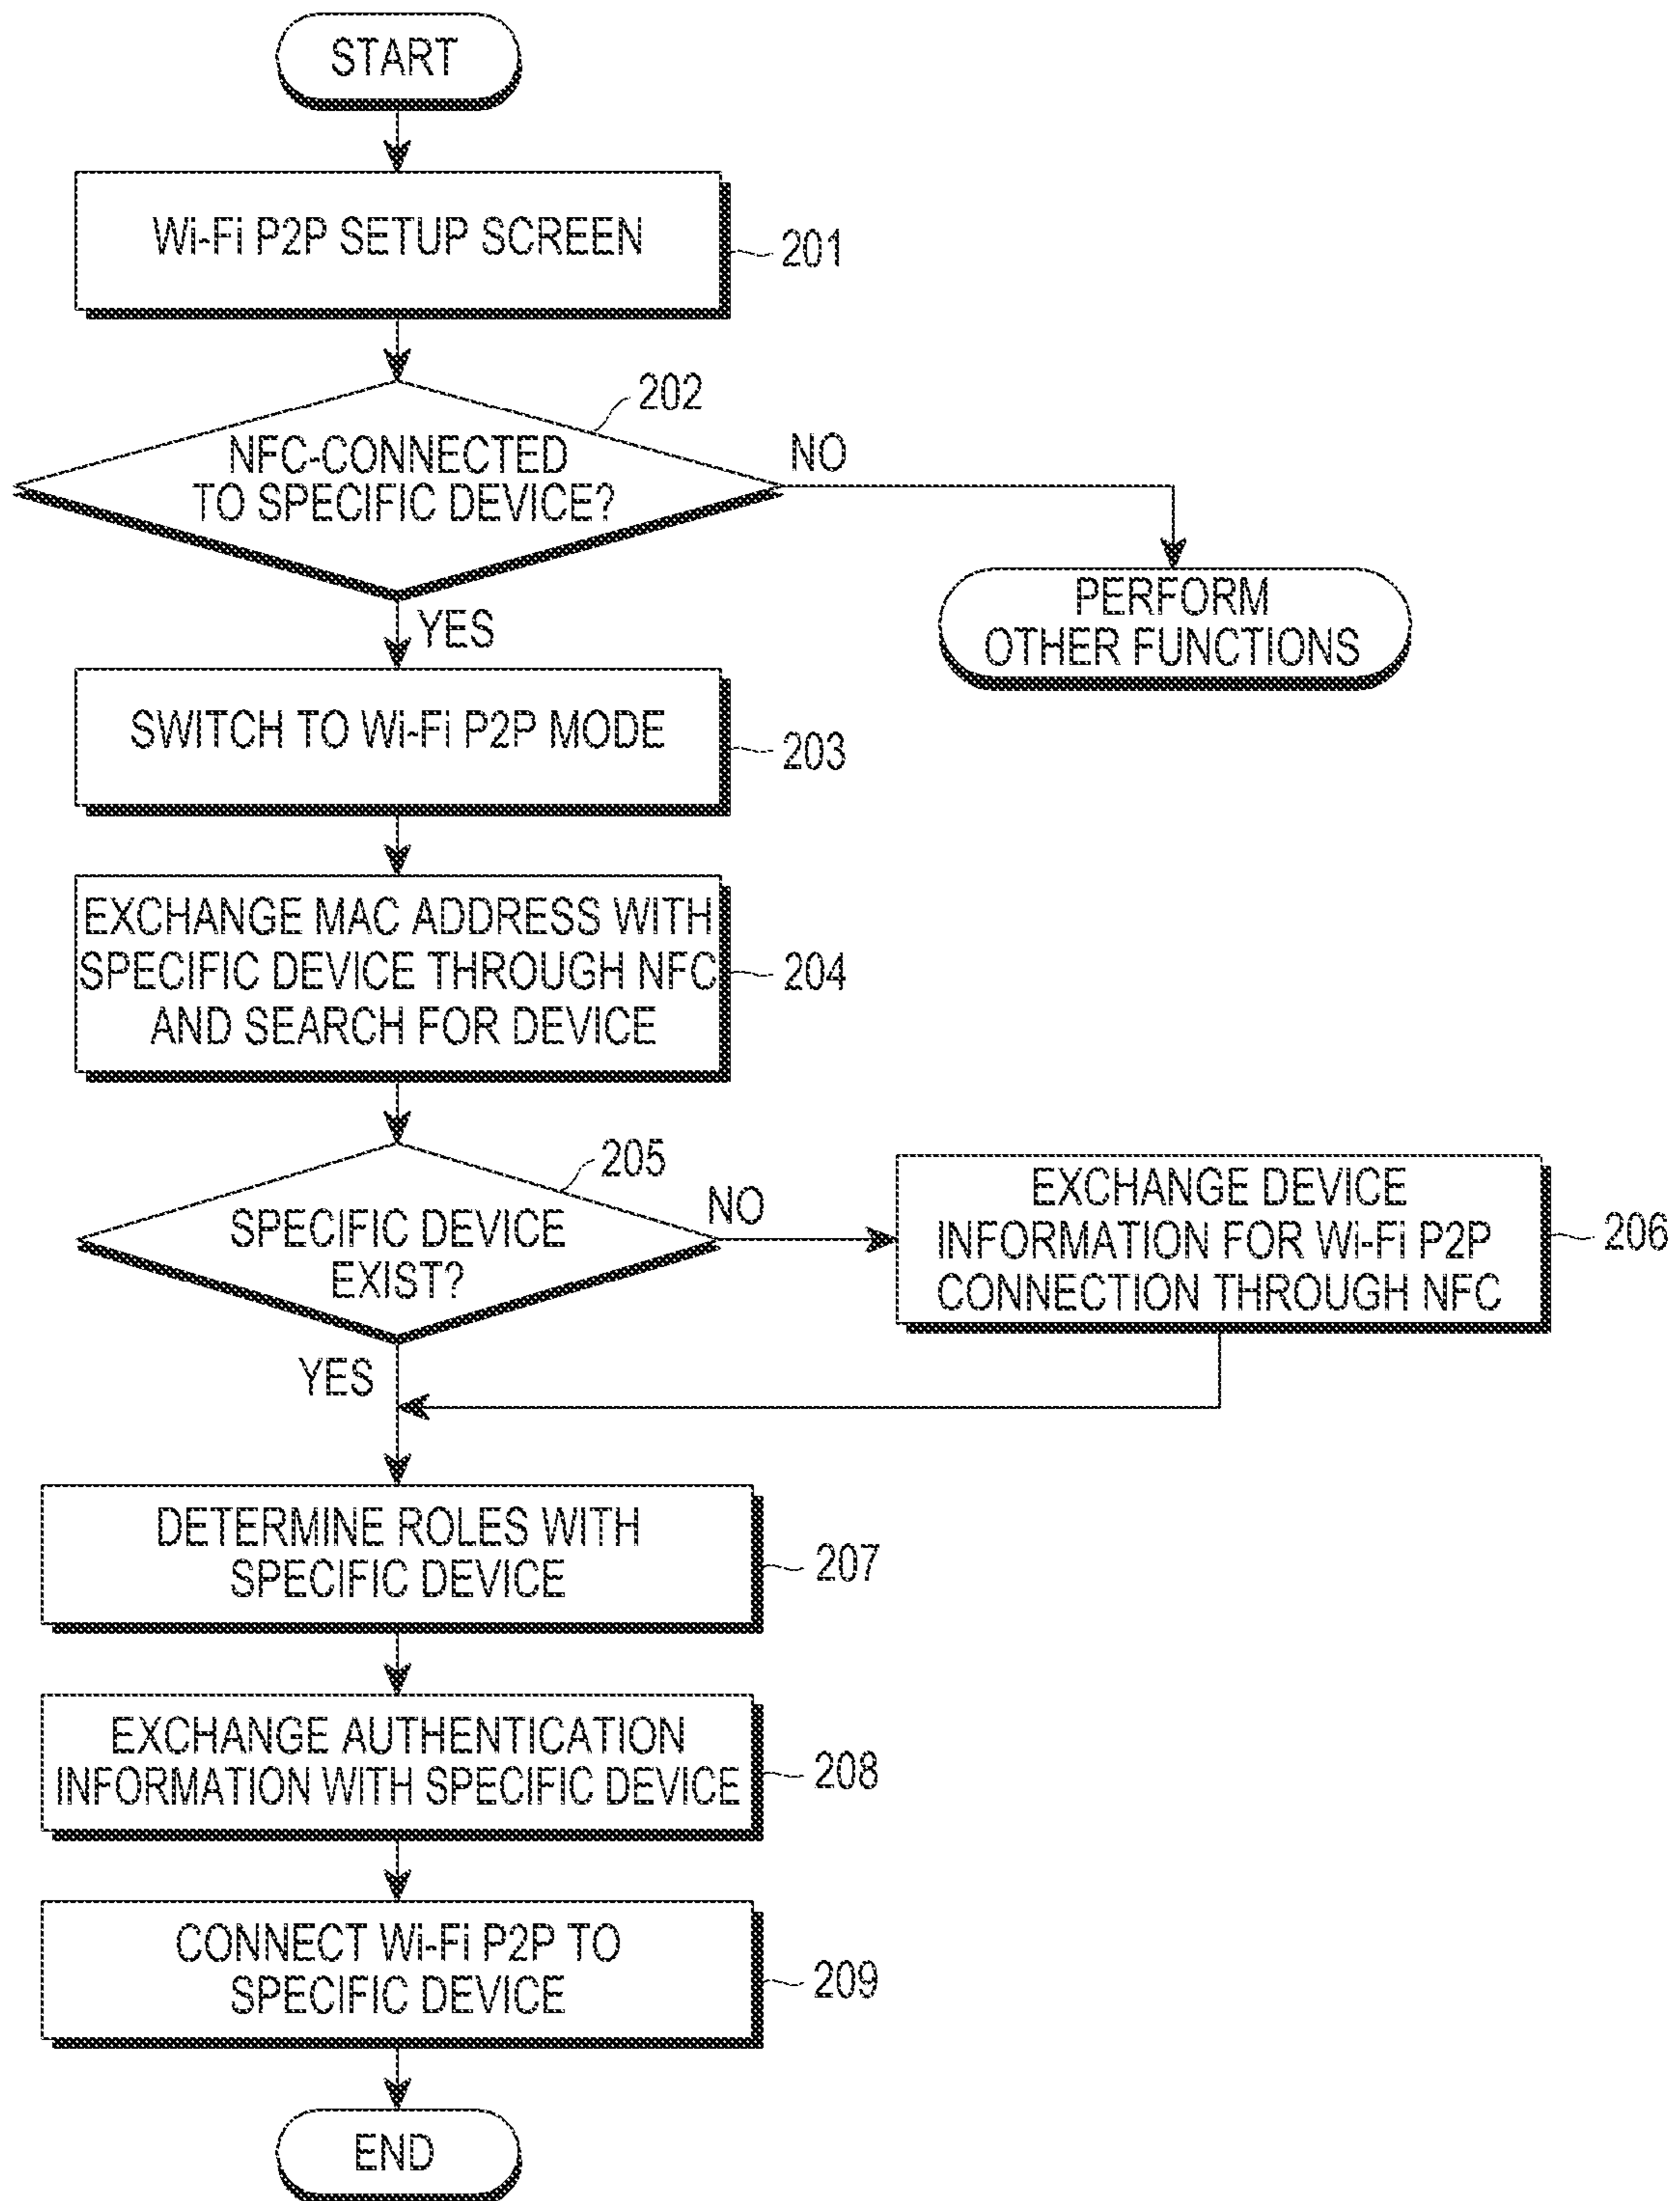 START
Wi-Fi P2P SETUP SCREEN
201
202
NFC-CONNECTED
TO SPECIFIC DEVICE?
NO
PERFORM
OTHER FUNCTIONS
YES
SWITCH TO Wi-Fi P2P MODE
203
EXCHANGE MAC ADDRESS WITH
SPECIFIC DEVICE THROUGH NFC
AND SEARCH FOR DEVICE
204
205
SPECIFIC DEVICE
EXIST?
NO
EXCHANGE DEVICE
INFORMATION FOR Wi-Fi P2P
CONNECTION THROUGH NFC
206
YES
DETERMINE ROLES WITH
SPECIFIC DEVICE
207
EXCHANGE AUTHENTICATION
INFORMATION WITH SPECIFIC DEVICE
208
CONNECT Wi-Fi P2P TO
SPECIFIC DEVICE
209
END